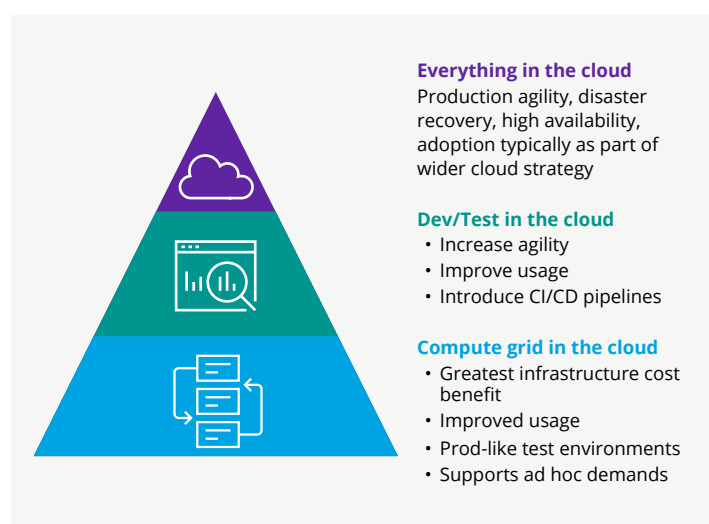 Everything in the cloud
Production agility, disaster
recovery, high availability,
adoption typically as part of
wider cloud strategy
Dev/Test in the cloud
• Increase agility
• Improve usage
• Introduce CI/CD pipelines
Compute grid in the cloud
• Greatest infrastructure cost
benefit
• Improved usage
• Prod-like test environments
• Supports ad hoc demands